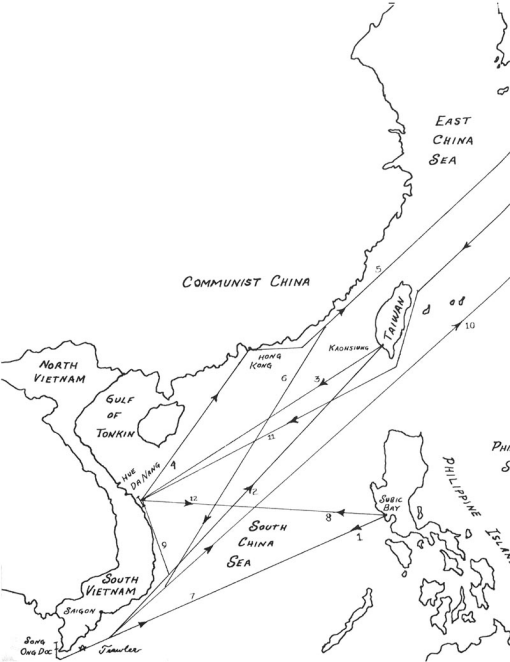 EAST
CHINA
SEA
5
COMMUNIST CHINA
TAIWAN
10
KAOHSIUNG
HONG
KONG
NORTH
VIETNAM
6
3
GULF
OF
TONKIN
11
HUE
DA NANG
4
PHILIPPINE
ISLAN
PHI
S
2
12
SUBIC
BAY
8
1
SOUTH
CHINA
SEA
9
SOUTH
VIETNAM
7
SAIGON
SONG
ONG DOC
Trawler